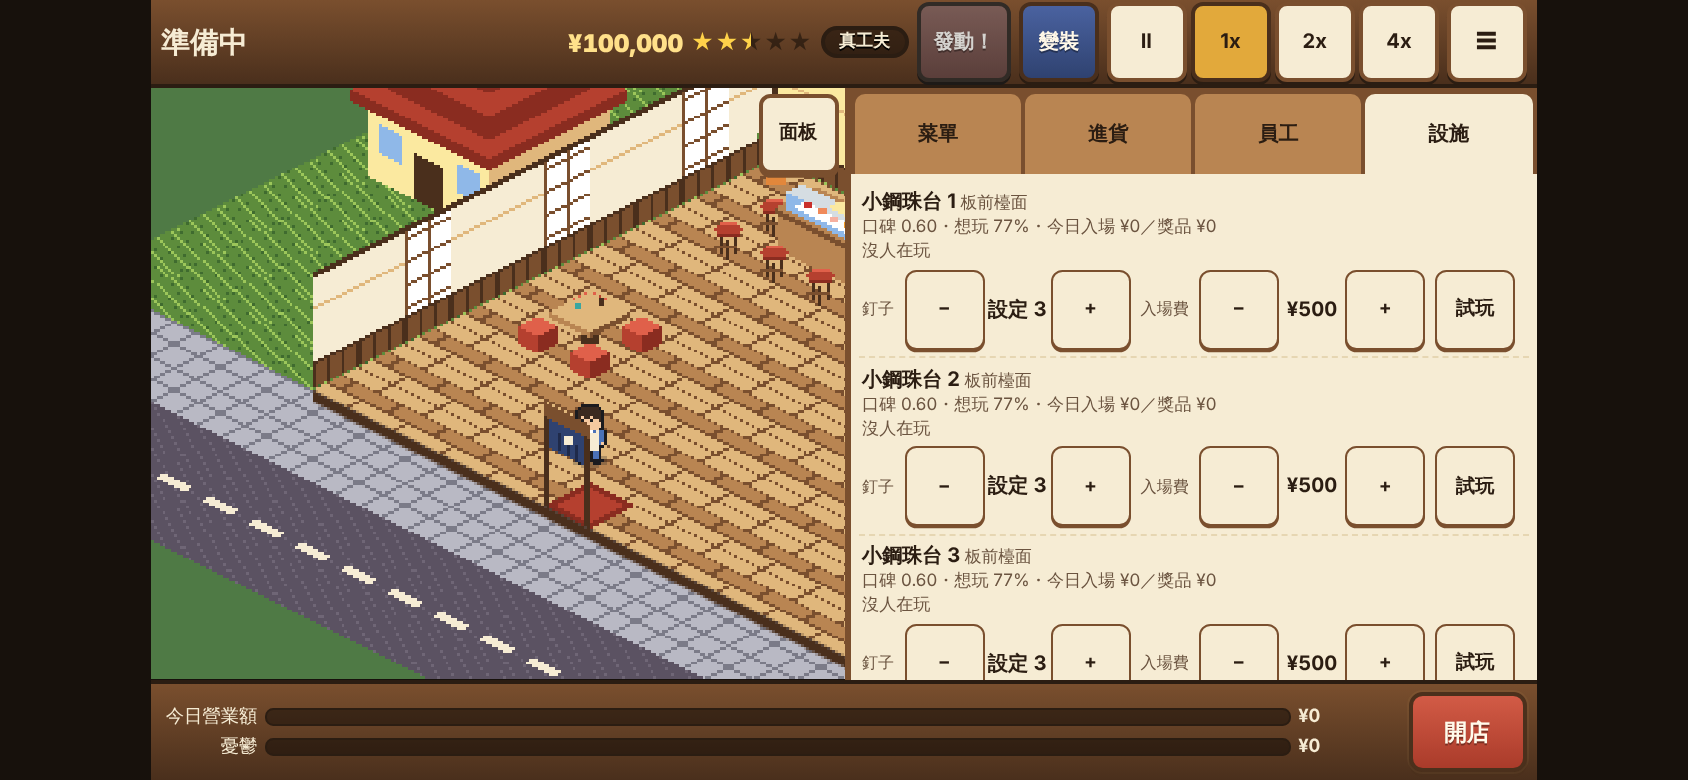 準備中
¥100,000 ★★★★★ 真工夫 發動！ 變裝 II 1x 2x 4x ☰
面板
菜單 進貨 員工 設施
小鋼珠台 1 板前檯面
口碑 0.60・想玩 77%・今日入場 ¥0／獎品 ¥0
沒人在玩
釘子 − 設定 3 + 入場費 − ¥500 + 試玩
小鋼珠台 2 板前檯面
口碑 0.60・想玩 77%・今日入場 ¥0／獎品 ¥0
沒人在玩
釘子 − 設定 3 + 入場費 − ¥500 + 試玩
小鋼珠台 3 板前檯面
口碑 0.60・想玩 77%・今日入場 ¥0／獎品 ¥0
沒人在玩
釘子 − 設定 3 + 入場費 − ¥500 + 試玩
今日營業額 ¥0
憂鬱 ¥0
開店